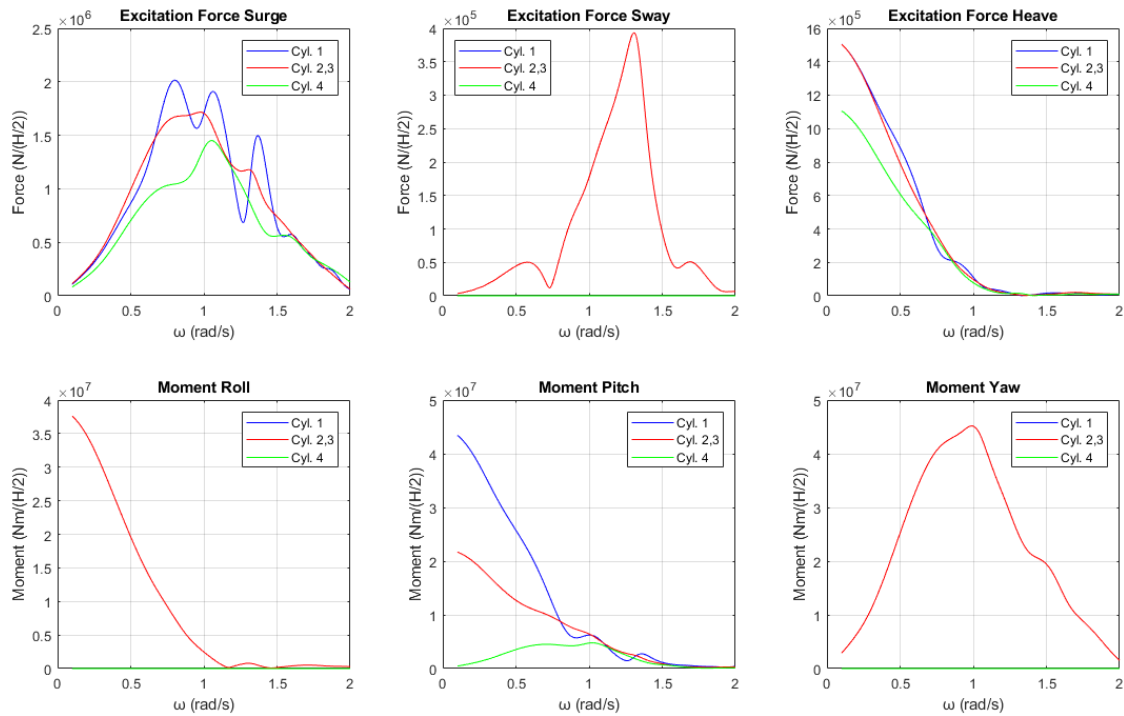 Excitation Force Surge
×10⁶
2.5
2
1.5
1
0.5
0
Force (N/(H/2))
0
0.5
1
1.5
2
ω (rad/s)
Cyl. 1
Cyl. 2,3
Cyl. 4
Excitation Force Sway
×10⁵
4
3.5
3
2.5
2
1.5
1
0.5
0
Force (N/(H/2))
0
0.5
1
1.5
2
ω (rad/s)
Cyl. 1
Cyl. 2,3
Cyl. 4
Excitation Force Heave
×10⁵
16
14
12
10
8
6
4
2
0
Force (N/(H/2))
0
0.5
1
1.5
2
ω (rad/s)
Cyl. 1
Cyl. 2,3
Cyl. 4
Moment Roll
×10⁷
4
3.5
3
2.5
2
1.5
1
0.5
0
Moment (Nm/(H/2))
0
0.5
1
1.5
2
ω (rad/s)
Cyl. 1
Cyl. 2,3
Cyl. 4
Moment Pitch
×10⁷
5
4
3
2
1
0
Moment (Nm/(H/2))
0
0.5
1
1.5
2
ω (rad/s)
Cyl. 1
Cyl. 2,3
Cyl. 4
Moment Yaw
×10⁷
5
4
3
2
1
0
Moment (Nm/(H/2))
0
0.5
1
1.5
2
ω (rad/s)
Cyl. 1
Cyl. 2,3
Cyl. 4